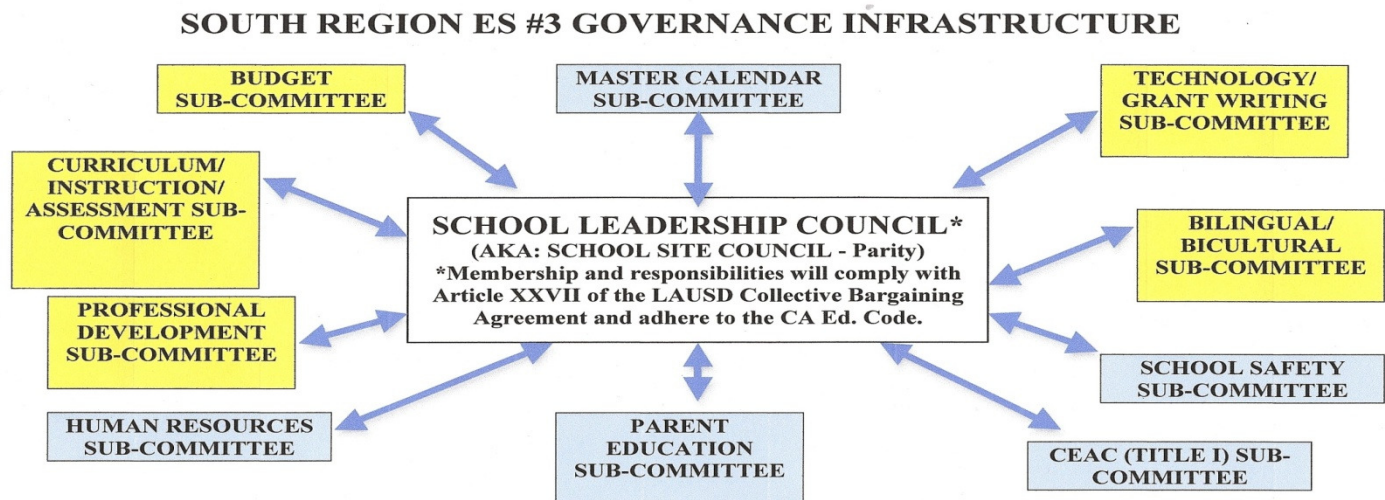 SOUTH REGION ES #3 GOVERNANCE INFRASTRUCTURE
BUDGET
SUB-COMMITTEE
MASTER CALENDAR
SUB-COMMITTEE
TECHNOLOGY/
GRANT WRITING
SUB-COMMITTEE
CURRICULUM/
INSTRUCTION/
ASSESSMENT SUB-
COMMITTEE
SCHOOL LEADERSHIP COUNCIL*
(AKA: SCHOOL SITE COUNCIL - Parity)
*Membership and responsibilities will comply with
Article XXVII of the LAUSD Collective Bargaining
Agreement and adhere to the CA Ed. Code.
BILINGUAL/
BICULTURAL
SUB-COMMITTEE
PROFESSIONAL
DEVELOPMENT
SUB-COMMITTEE
SCHOOL SAFETY
SUB-COMMITTEE
HUMAN RESOURCES
SUB-COMMITTEE
PARENT
EDUCATION
SUB-COMMITTEE
CEAC (TITLE I) SUB-
COMMITTEE